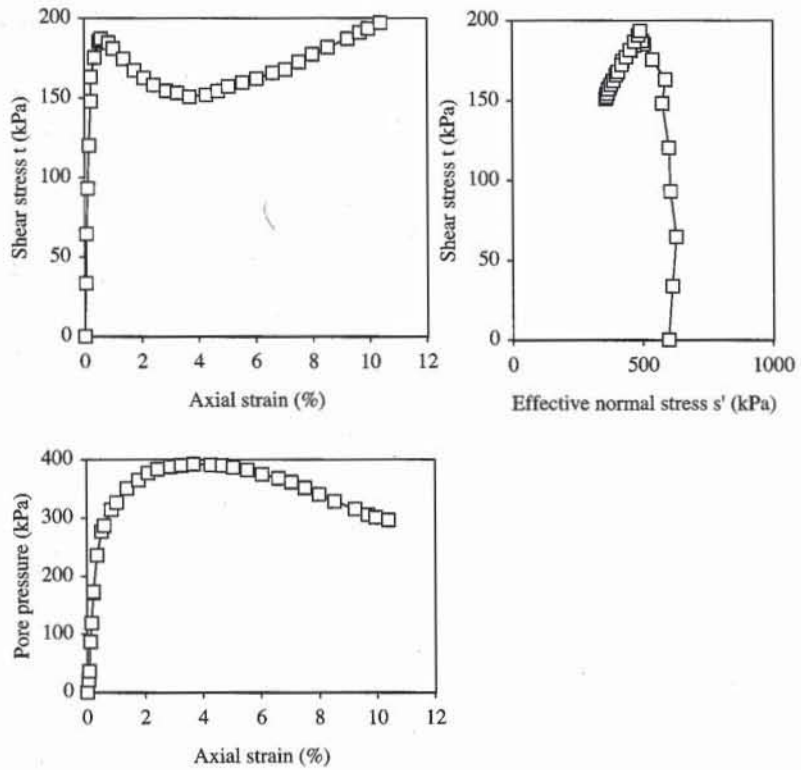 Shear stress t (kPa)
200
150
100
50
0
0 2 4 6 8 10 12
Axial strain (%)
Shear stress t (kPa)
200
150
100
50
0
0 500 1000
Effective normal stress s' (kPa)
Pore pressure (kPa)
400
300
200
100
0
0 2 4 6 8 10 12
Axial strain (%)